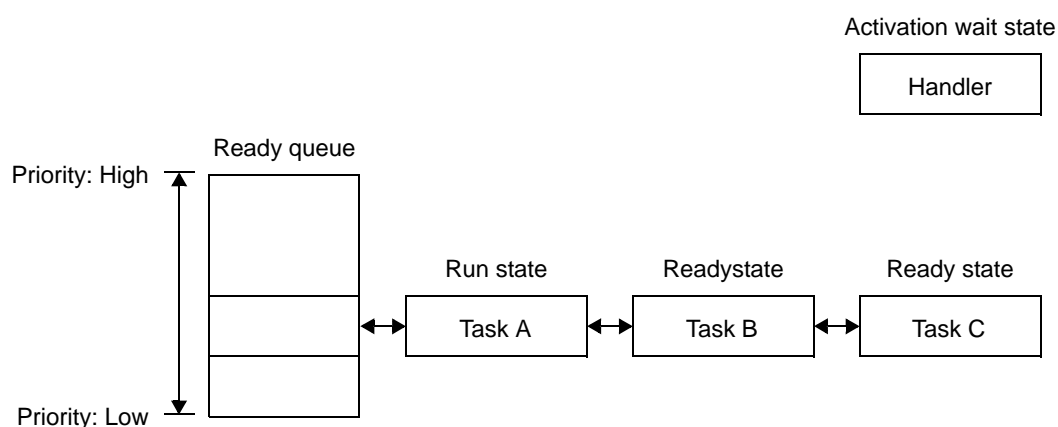 Activation wait state
Handler
Ready queue
Priority: High
Run state
Readystate
Ready state
Task A
Task B
Task C
Priority: Low